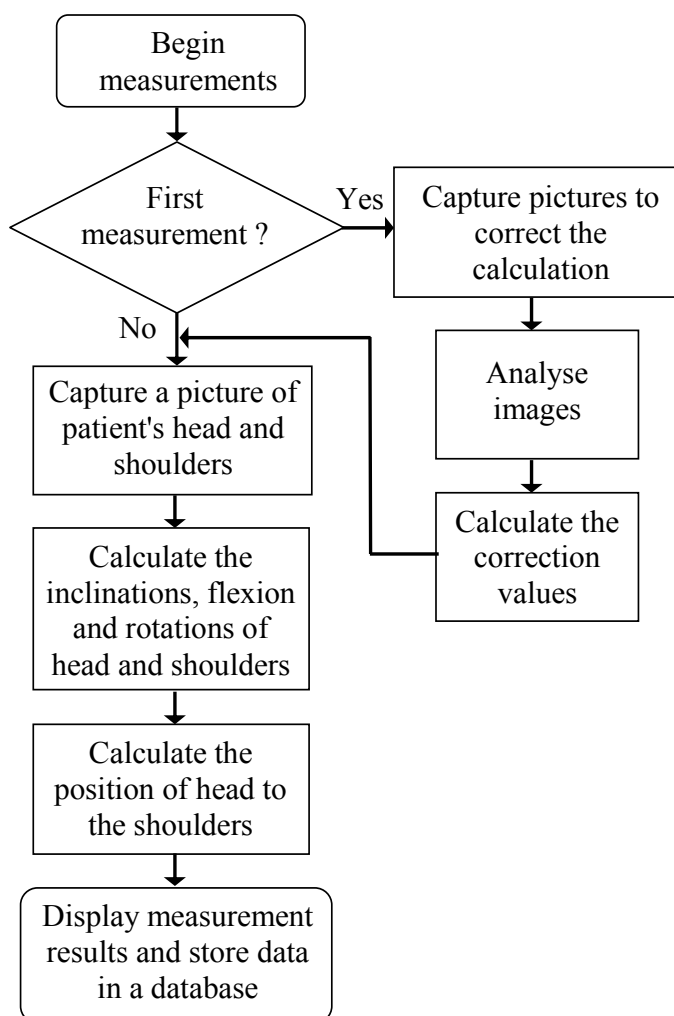 Begin
measurements
First
measurement ?
Yes
Capture pictures to
correct the
calculation
No
Analyse
images
Capture a picture of
patient's head and
shoulders
Calculate the
correction
values
Calculate the
inclinations, flexion
and rotations of
head and shoulders
Calculate the
position of head to
the shoulders
Display measurement
results and store data
in a database